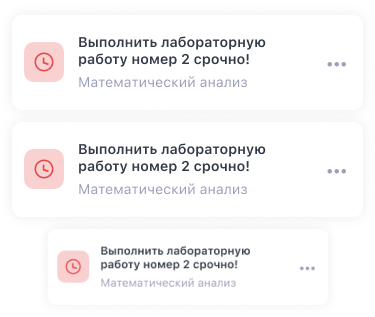 Выполнить лабораторную
работу номер 2 срочно!
Математический анализ
Выполнить лабораторную
работу номер 2 срочно!
Математический анализ
Выполнить лабораторную
работу номер 2 срочно!
Математический анализ